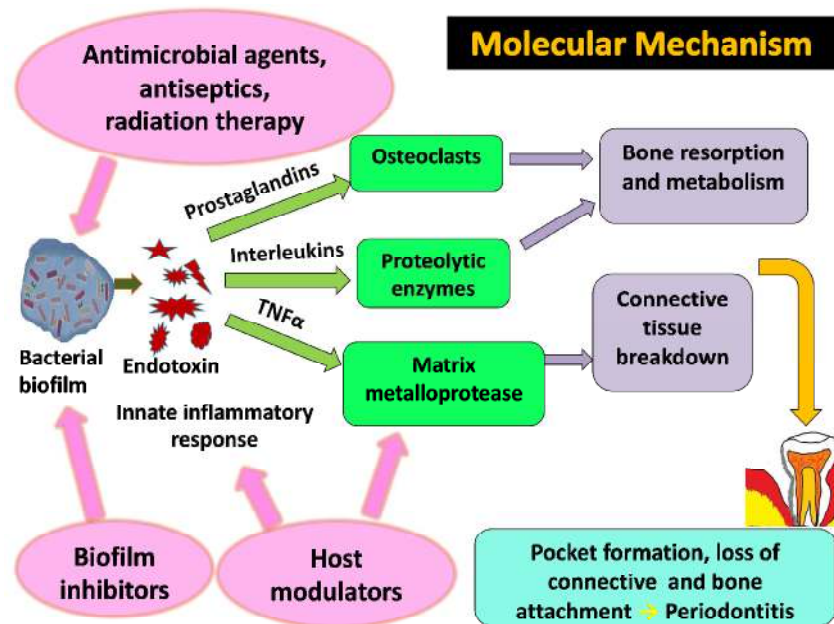 Molecular Mechanism
Antimicrobial agents,
antiseptics,
radiation therapy
Prostaglandins
Osteoclasts
Bone resorption
and metabolism
Interleukins
Proteolytic
enzymes
TNFα
Matrix
metalloprotease
Connective
tissue
breakdown
Bacterial
biofilm
Endotoxin
Innate inflammatory
response
Biofilm
inhibitors
Host
modulators
Pocket formation, loss of
connective and bone
attachment → Periodontitis